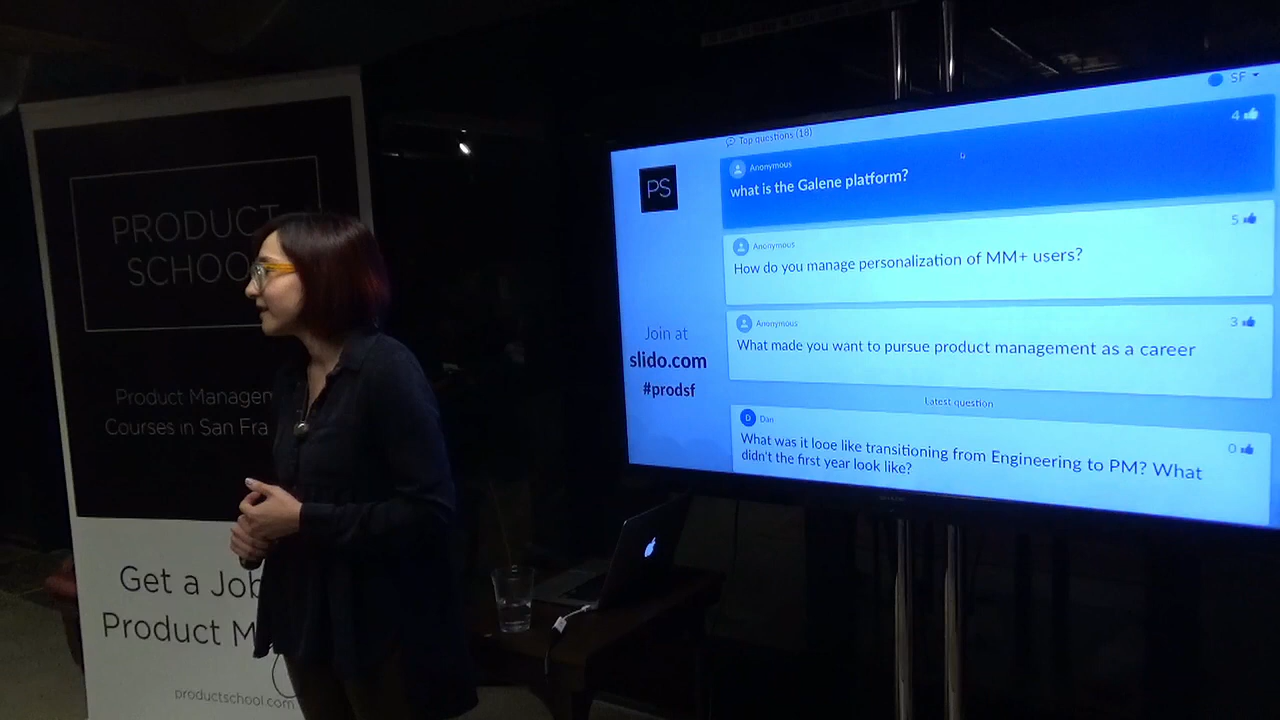 PRODUCT
SCHOO
Product Managem
Courses in San Fra
Get a Job
Product M
productschool.com
PS
Join at
slido.com
#prodsf
SF
Top questions (18)
Anonymous
4
what is the Galene platform?
Anonymous
5
How do you manage personalization of MM+ users?
Anonymous
3
What made you want to pursue product management as a career
Latest question
D
Dan
0
What was it looe like transitioning from Engineering to PM? What
didn't the first year look like?